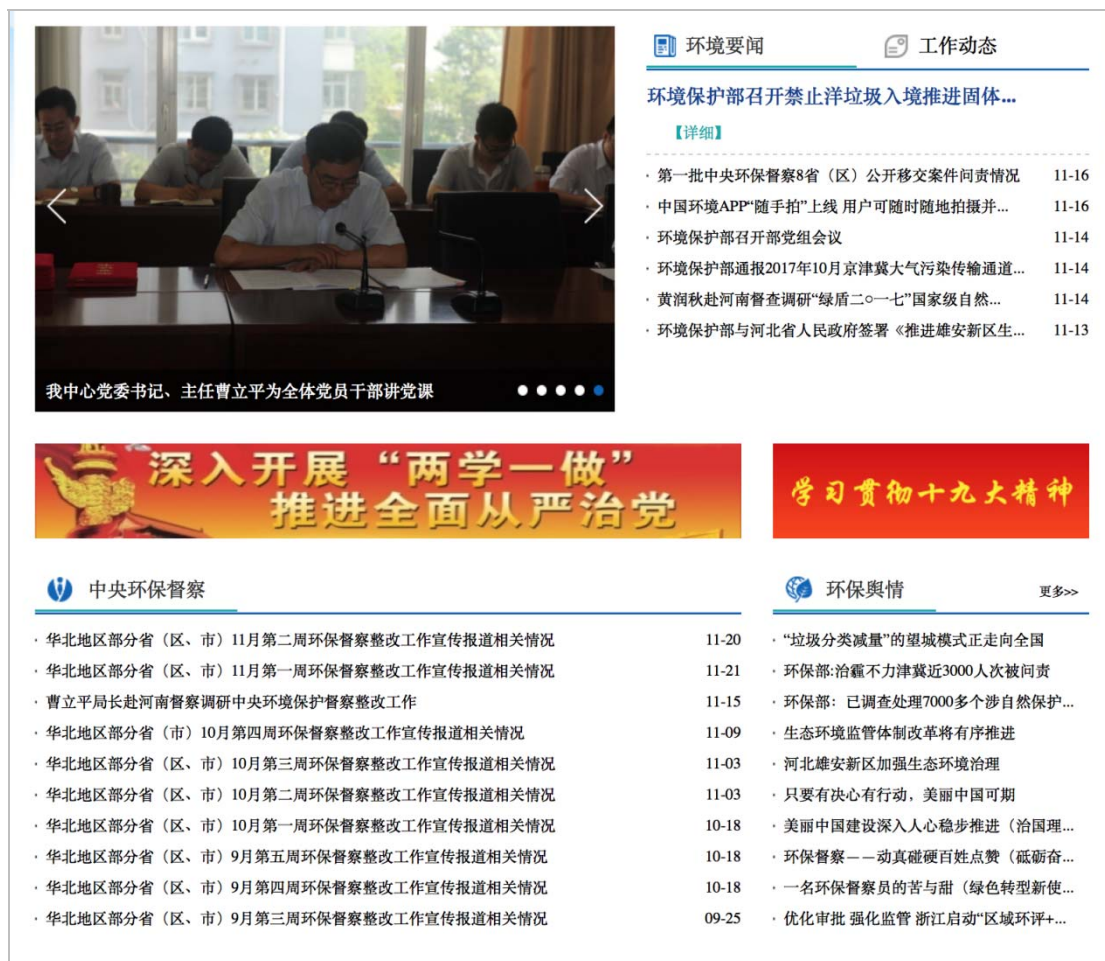 环境要闻
工作动态
环境保护部召开禁止洋垃圾入境推进固体...
【详细】
· 第一批中央环保督察8省（区）公开移交案件问责情况 11-16
· 中国环境APP“随手拍”上线 用户可随时随地拍摄并... 11-16
· 环境保护部召开部党组会议 11-14
· 环境保护部通报2017年10月京津冀大气污染传输通道... 11-14
· 黄润秋赴河南督查调研“绿盾二○一七”国家级自然... 11-14
· 环境保护部与河北省人民政府签署《推进雄安新区生... 11-13
我中心党委书记、主任曹立平为全体党员干部讲党课
深入开展“两学一做”
推进全面从严治党
学习贯彻十九大精神
中央环保督察
· 华北地区部分省（区、市）11月第二周环保督察整改工作宣传报道相关情况 11-20
· 华北地区部分省（区、市）11月第一周环保督察整改工作宣传报道相关情况 11-21
· 曹立平局长赴河南督察调研中央环境保护督察整改工作 11-15
· 华北地区部分省（市）10月第四周环保督察整改工作宣传报道相关情况 11-09
· 华北地区部分省（区、市）10月第三周环保督察整改工作宣传报道相关情况 11-03
· 华北地区部分省（区、市）10月第二周环保督察整改工作宣传报道相关情况 11-03
· 华北地区部分省（区、市）10月第一周环保督察整改工作宣传报道相关情况 10-18
· 华北地区部分省（区、市）9月第五周环保督察整改工作宣传报道相关情况 10-18
· 华北地区部分省（区、市）9月第四周环保督察整改工作宣传报道相关情况 10-18
· 华北地区部分省（区、市）9月第三周环保督察整改工作宣传报道相关情况 09-25
环保舆情
更多>>
· “垃圾分类减量”的望城模式正走向全国
· 环保部:治霾不力津冀近3000人次被问责
· 环保部：已调查处理7000多个涉自然保护...
· 生态环境监管体制改革将有序推进
· 河北雄安新区加强生态环境治理
· 只要有决心有行动，美丽中国可期
· 美丽中国建设深入人心稳步推进（治国理...
· 环保督察——动真碰硬百姓点赞（砥砺奋...
· 一名环保督察员的苦与甜（绿色转型新使...
· 优化审批 强化监管 浙江启动“区域环评+...